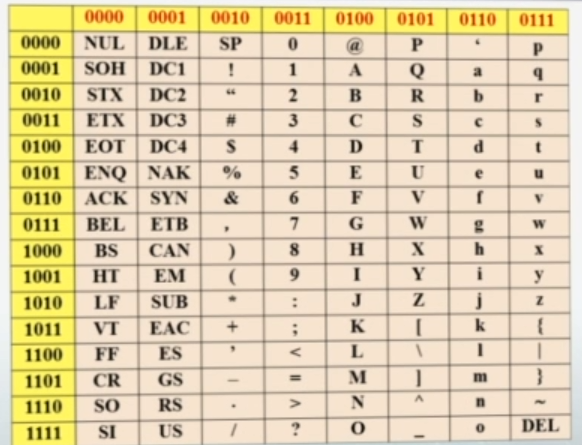 0000 0001 0010 0011 0100 0101 0110 0111
0000 NUL DLE SP 0 @ P ‘ p
0001 SOH DC1 ! 1 A Q a q
0010 STX DC2 “ 2 B R b r
0011 ETX DC3 # 3 C S c s
0100 EOT DC4 $ 4 D T d t
0101 ENQ NAK % 5 E U e u
0110 ACK SYN & 6 F V f v
0111 BEL ETB , 7 G W g w
1000 BS CAN ) 8 H X h x
1001 HT EM ( 9 I Y i y
1010 LF SUB * : J Z j z
1011 VT EAC + ; K [ k {
1100 FF ES ’ < L \ l |
1101 CR GS – = M ] m }
1110 SO RS . > N ^ n ~
1111 SI US / ? O _ o DEL